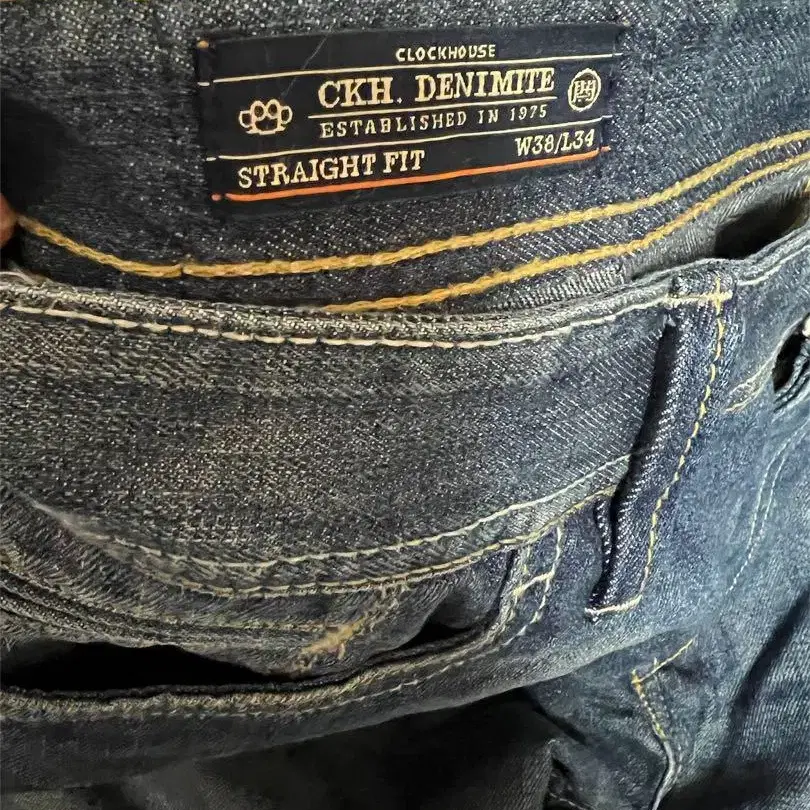 CLOCKHOUSE
CKH. DENIMITE
ESTABLISHED IN 1975
W38/L34
STRAIGHT FIT